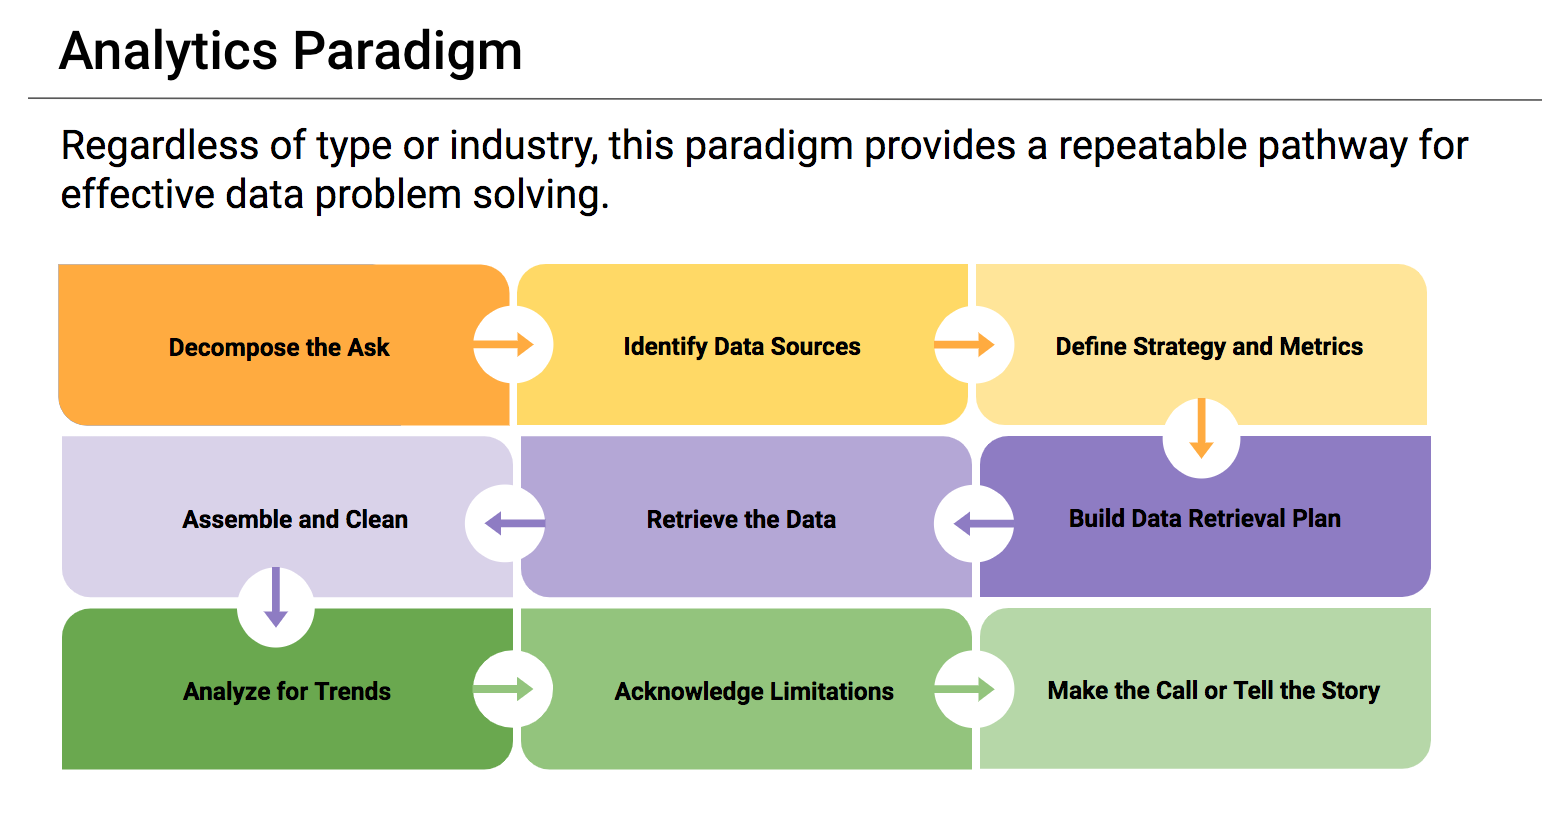 Analytics Paradigm
Regardless of type or industry, this paradigm provides a repeatable pathway for
effective data problem solving.
Decompose the Ask
Identify Data Sources
Define Strategy and Metrics
Build Data Retrieval Plan
Retrieve the Data
Assemble and Clean
Analyze for Trends
Acknowledge Limitations
Make the Call or Tell the Story